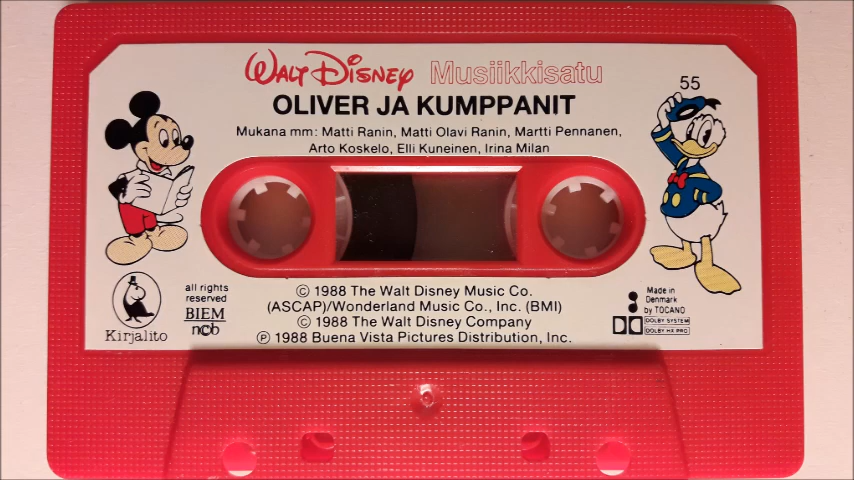 WALT DISNEY Musiikkisatu
OLIVER JA KUMPPANIT
55
Mukana mm: Matti Ranin, Matti Olavi Ranin, Martti Pennanen,
Arto Koskelo, Elli Kuneinen, Irina Milan
Kirjalito
all rights
reserved
BIEM
n©b
© 1988 The Walt Disney Music Co.
(ASCAP)/Wonderland Music Co., Inc. (BMI)
© 1988 The Walt Disney Company
℗ 1988 Buena Vista Pictures Distribution, Inc.
Made in
Denmark
by TOCANO
DOLBY SYSTEM
DOLBY HX PRO